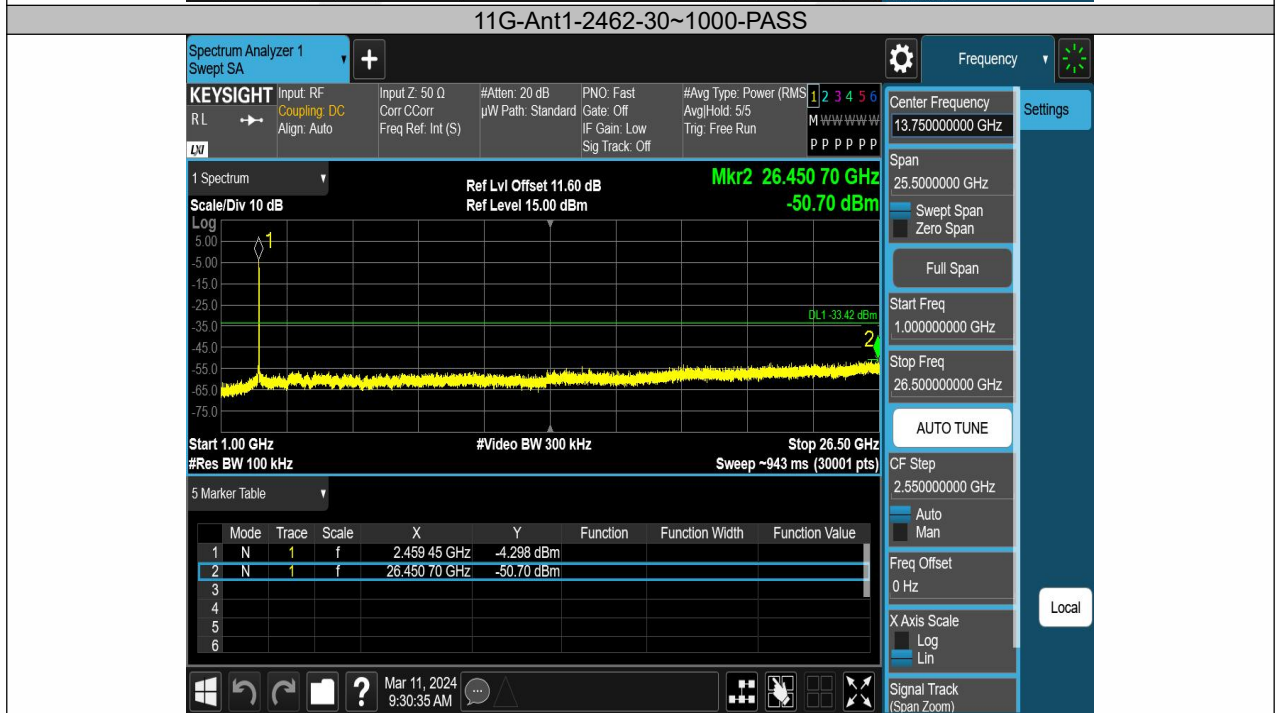 11G-Ant1-2462-30~1000-PASS
Spectrum Analyzer 1
Swept SA
Frequency
KEYSIGHT
RL
LXI
Input: RF
Coupling: DC
Align: Auto
Input Z: 50 Ω
Corr CCorr
Freq Ref: Int (S)
#Atten: 20 dB
µW Path: Standard
PNO: Fast
Gate: Off
IF Gain: Low
Sig Track: Off
#Avg Type: Power (RMS
Avg|Hold: 5/5
Trig: Free Run
1 2 3 4 5 6
M W W W W W
P P P P P P
1 Spectrum
Scale/Div 10 dB
Ref Lvl Offset 11.60 dB
Ref Level 15.00 dBm
Mkr2 26.450 70 GHz
-50.70 dBm
Log
5.00
-5.00
-15.0
-25.0
-35.0
-45.0
-55.0
-65.0
-75.0
1
DL1 -33.42 dBm
2
Start 1.00 GHz
#Video BW 300 kHz
Stop 26.50 GHz
#Res BW 100 kHz
Sweep ~943 ms (30001 pts)
5 Marker Table
Mode Trace Scale X Y Function Function Width Function Value
1 N 1 f 2.459 45 GHz -4.298 dBm
2 N 1 f 26.450 70 GHz -50.70 dBm
3
4
5
6
Mar 11, 2024
9:30:35 AM
Center Frequency
13.750000000 GHz
Settings
Span
25.5000000 GHz
Swept Span
Zero Span
Full Span
Start Freq
1.000000000 GHz
Stop Freq
26.500000000 GHz
AUTO TUNE
CF Step
2.550000000 GHz
Auto
Man
Freq Offset
0 Hz
X Axis Scale
Log
Lin
Signal Track
(Span Zoom)
Local